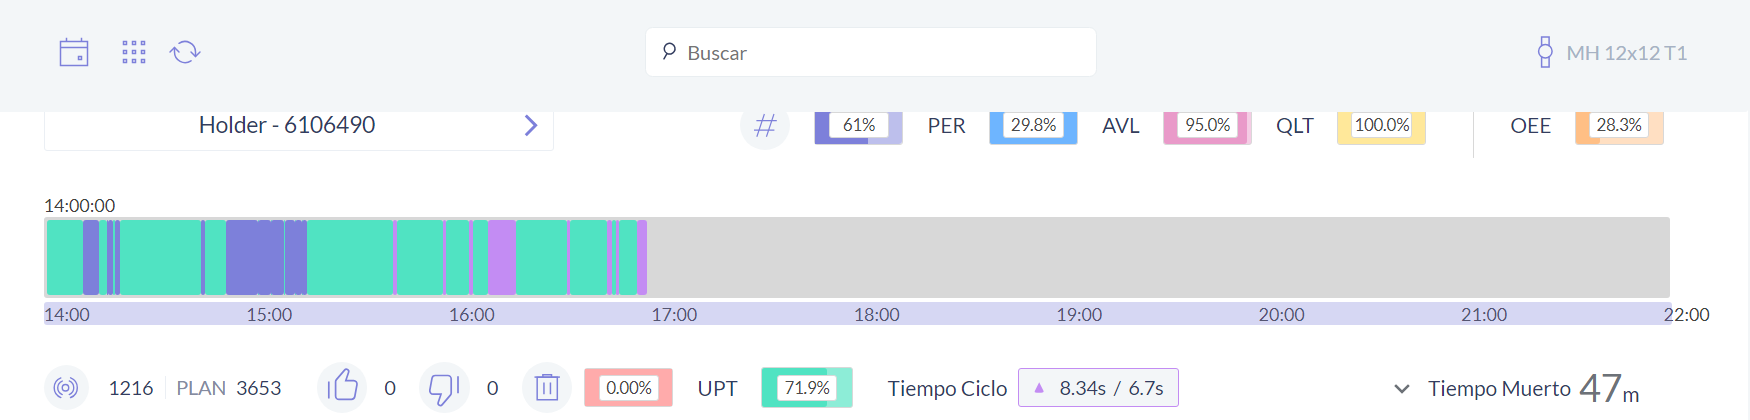 Buscar
MH 12x12 T1
Holder - 6106490
# 61% PER 29.8% AVL 95.0% QLT 100.0% OEE 28.3%
14:00:00
14:00 15:00 16:00 17:00 18:00 19:00 20:00 21:00 22:00
1216 PLAN 3653 0 0 0.00% UPT 71.9% Tiempo Ciclo 8.34s / 6.7s Tiempo Muerto 47m